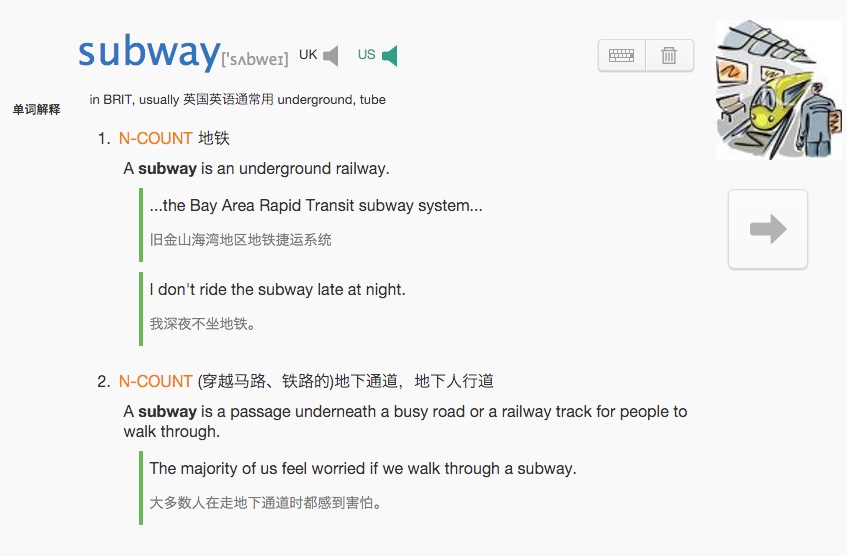 subway['sʌbweɪ] UK US
单词解释
in BRIT, usually 英国英语通常用 underground, tube
1. N-COUNT 地铁
A subway is an underground railway.
...the Bay Area Rapid Transit subway system...
旧金山海湾地区地铁捷运系统
I don't ride the subway late at night.
我深夜不坐地铁。
2. N-COUNT (穿越马路、铁路的)地下通道，地下人行道
A subway is a passage underneath a busy road or a railway track for people to
walk through.
The majority of us feel worried if we walk through a subway.
大多数人在走地下通道时都感到害怕。